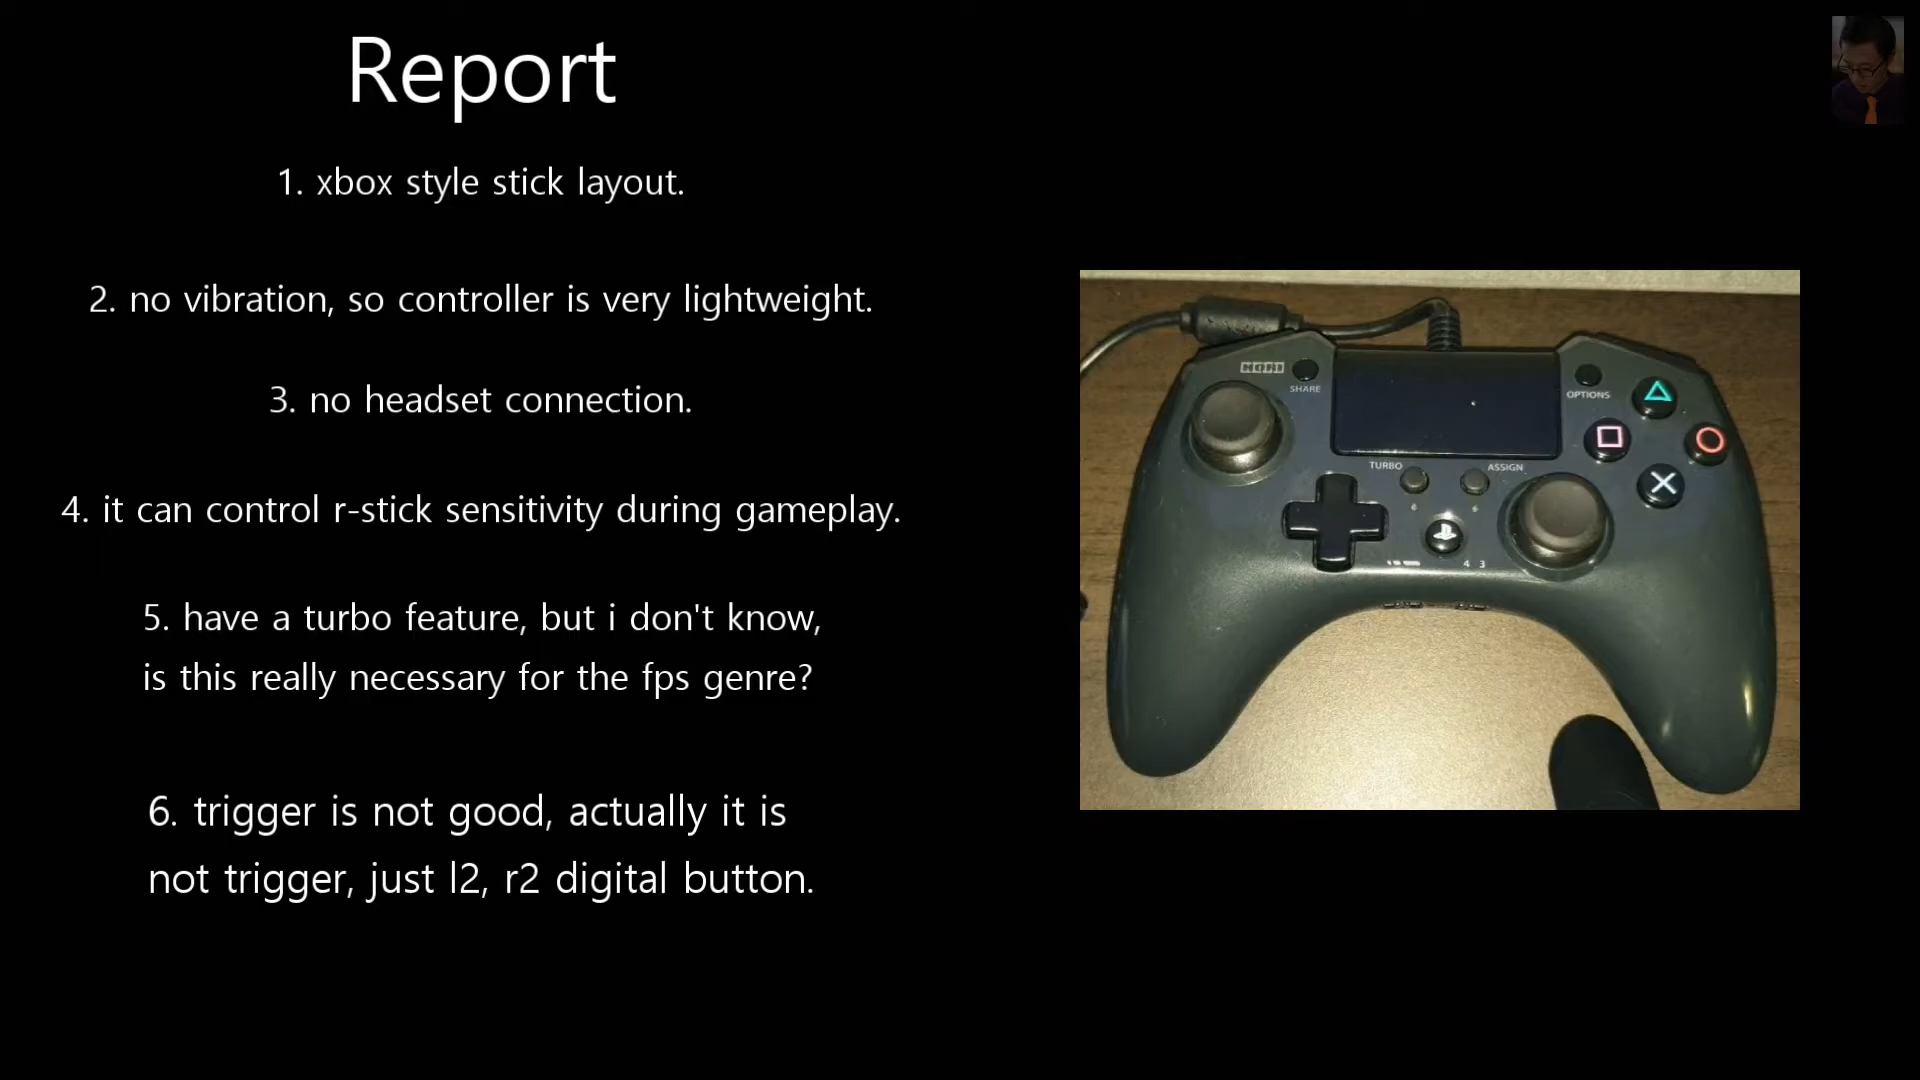 Report
1. xbox style stick layout.
2. no vibration, so controller is very lightweight.
3. no headset connection.
4. it can control r-stick sensitivity during gameplay.
5. have a turbo feature, but i don't know,
is this really necessary for the fps genre?
6. trigger is not good, actually it is
not trigger, just l2, r2 digital button.
HORI
SHARE
OPTIONS
TURBO
ASSIGN
4 3